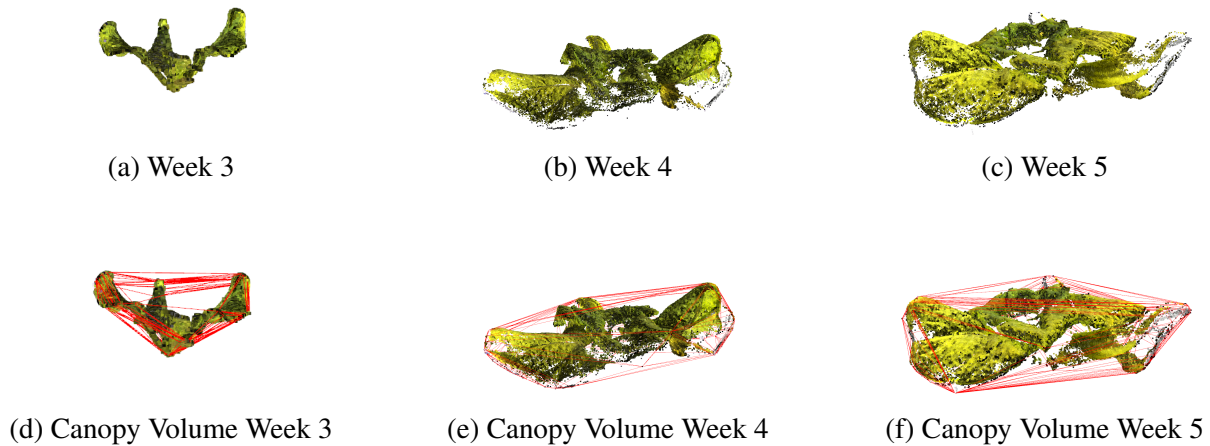 (a) Week 3
(b) Week 4
(c) Week 5
(d) Canopy Volume Week 3
(e) Canopy Volume Week 4
(f) Canopy Volume Week 5